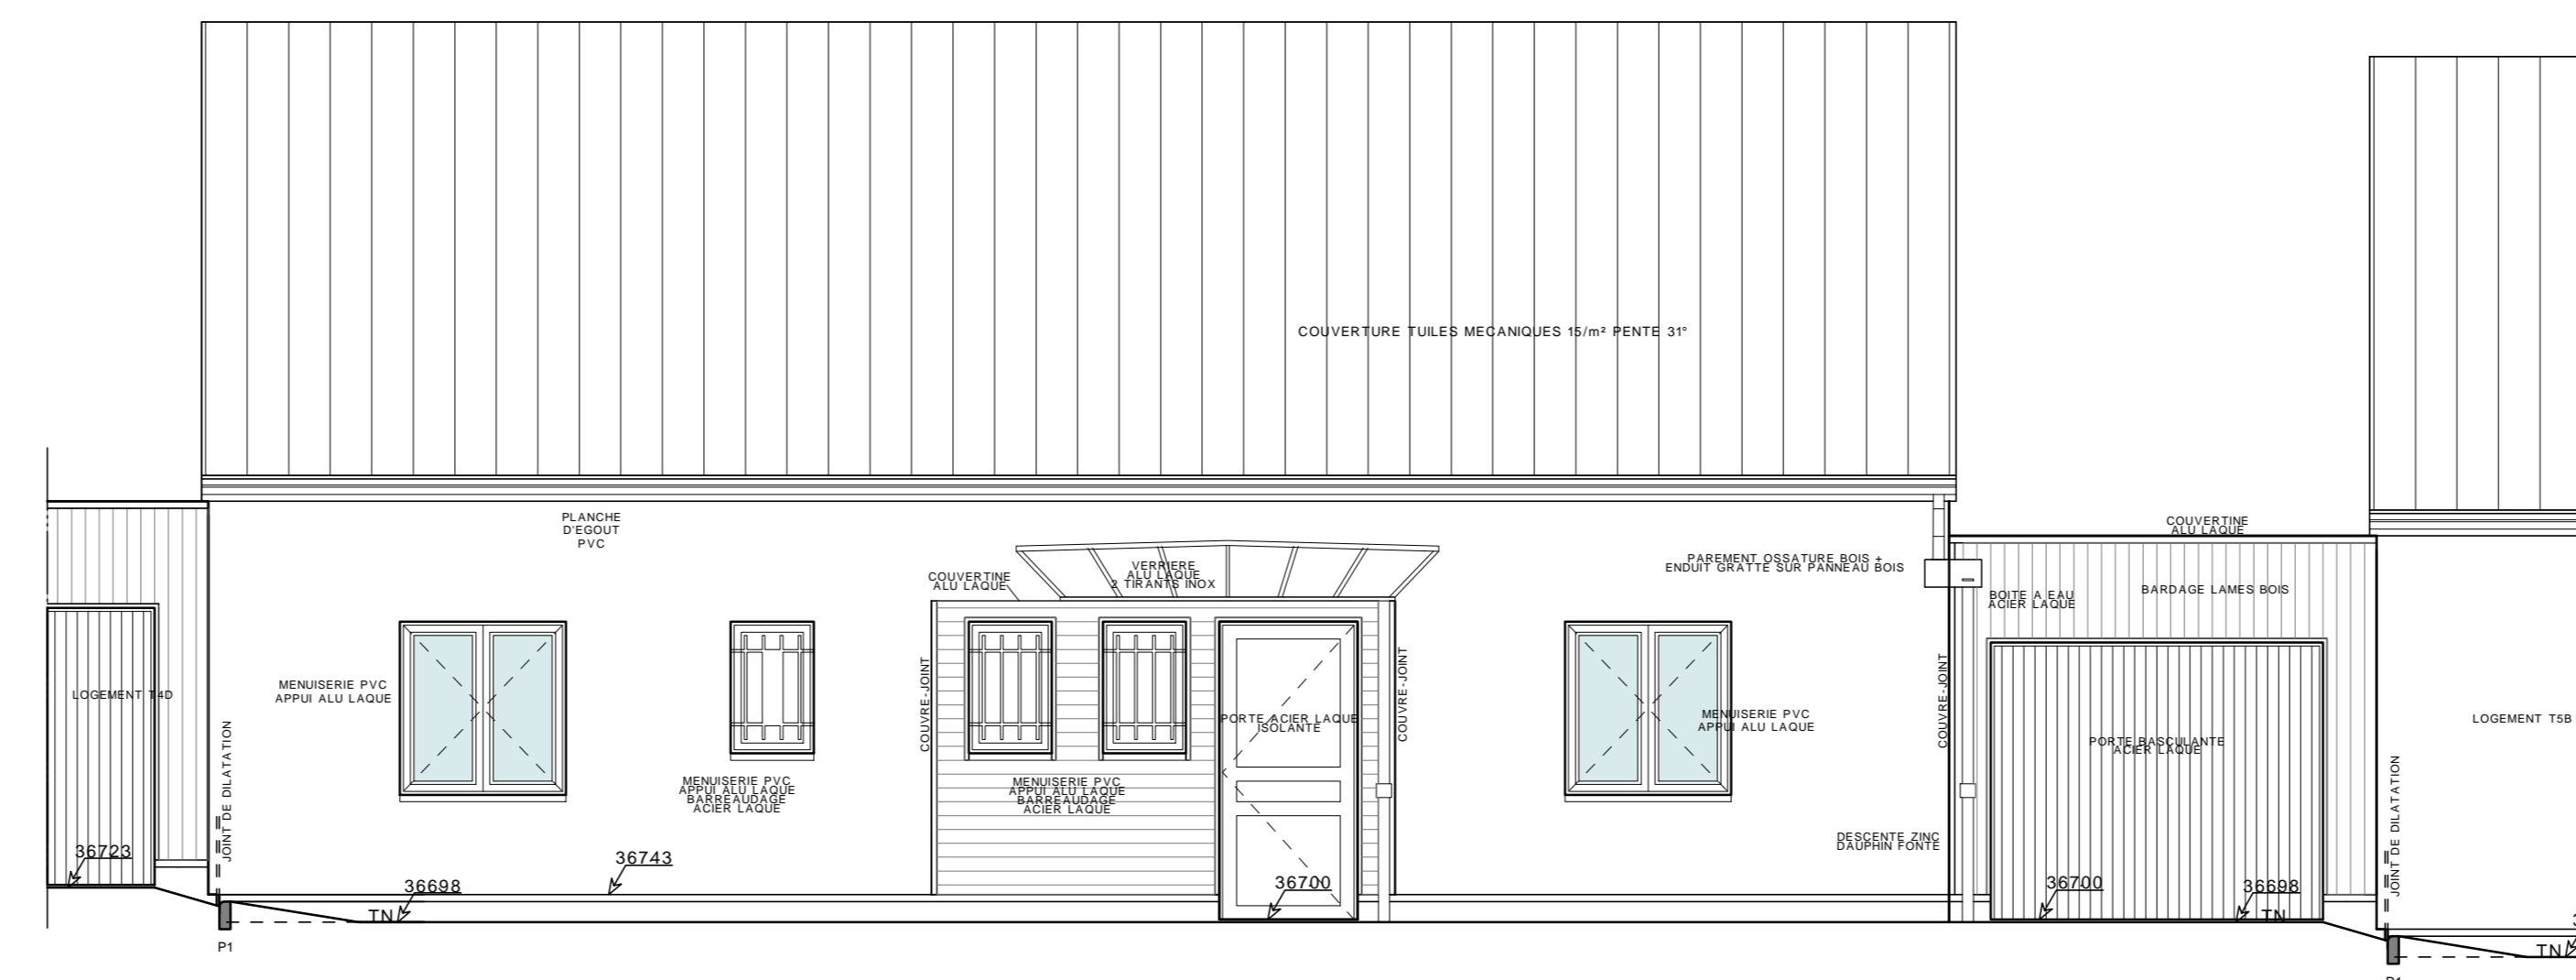 COUVERTURE TUILES MECANIQUES 15/m² PENTE 31°
PLANCHE
D'EGOUT
PVC
COUVERTINE
ALU LAQUE
VERRIERE
ALU LAQUE
2 TIRANTS INOX
COUVERTINE
ALU LAQUE
PAREMENT OSSATURE BOIS +
ENDUIT GRATTE SUR PANNEAU BOIS
BOITE A EAU
ACIER LAQUE
BARDAGE LAMES BOIS
LOGEMENT T4D
MENUISERIE PVC
APPUI ALU LAQUE
COUVRE-JOINT
PORTE ACIER LAQUE
ISOLANTE
COUVRE-JOINT
MENUISERIE PVC
APPUI ALU LAQUE
COUVRE-JOINT
PORTE BASCULANTE
ACIER LAQUE
LOGEMENT T5B
JOINT DE DILATATION
MENUISERIE PVC
APPUI ALU LAQUE
BARREAUDAGE
ACIER LAQUE
MENUISERIE PVC
APPUI ALU LAQUE
BARREAUDAGE
ACIER LAQUE
DESCENTE ZINC
DAUPHIN FONTE
JOINT DE DILATATION
36723
36698
36743
36700
36700
36698
TN
TN
TN
P1